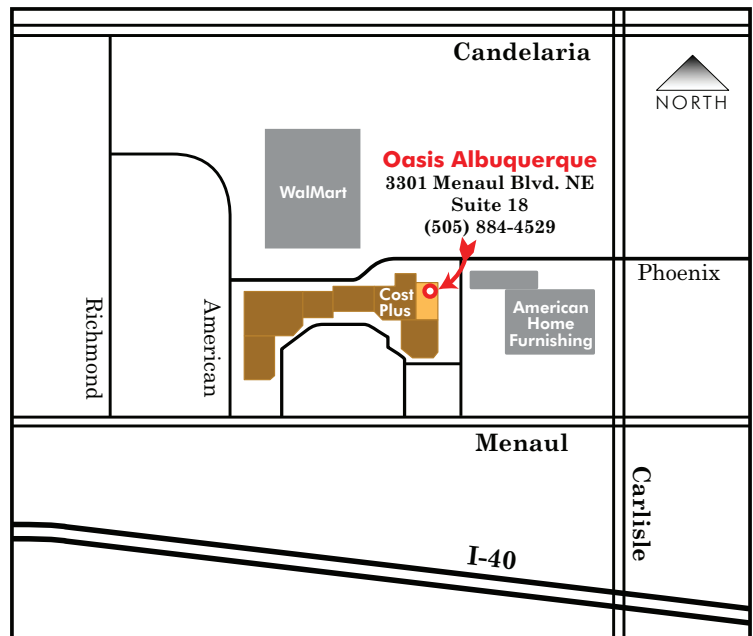 Candelaria
NORTH
Oasis Albuquerque
3301 Menaul Blvd. NE
Suite 18
(505) 884-4529
WalMart
Phoenix
Cost
Plus
American
Home
Furnishing
Richmond
American
Menaul
Carlisle
I-40